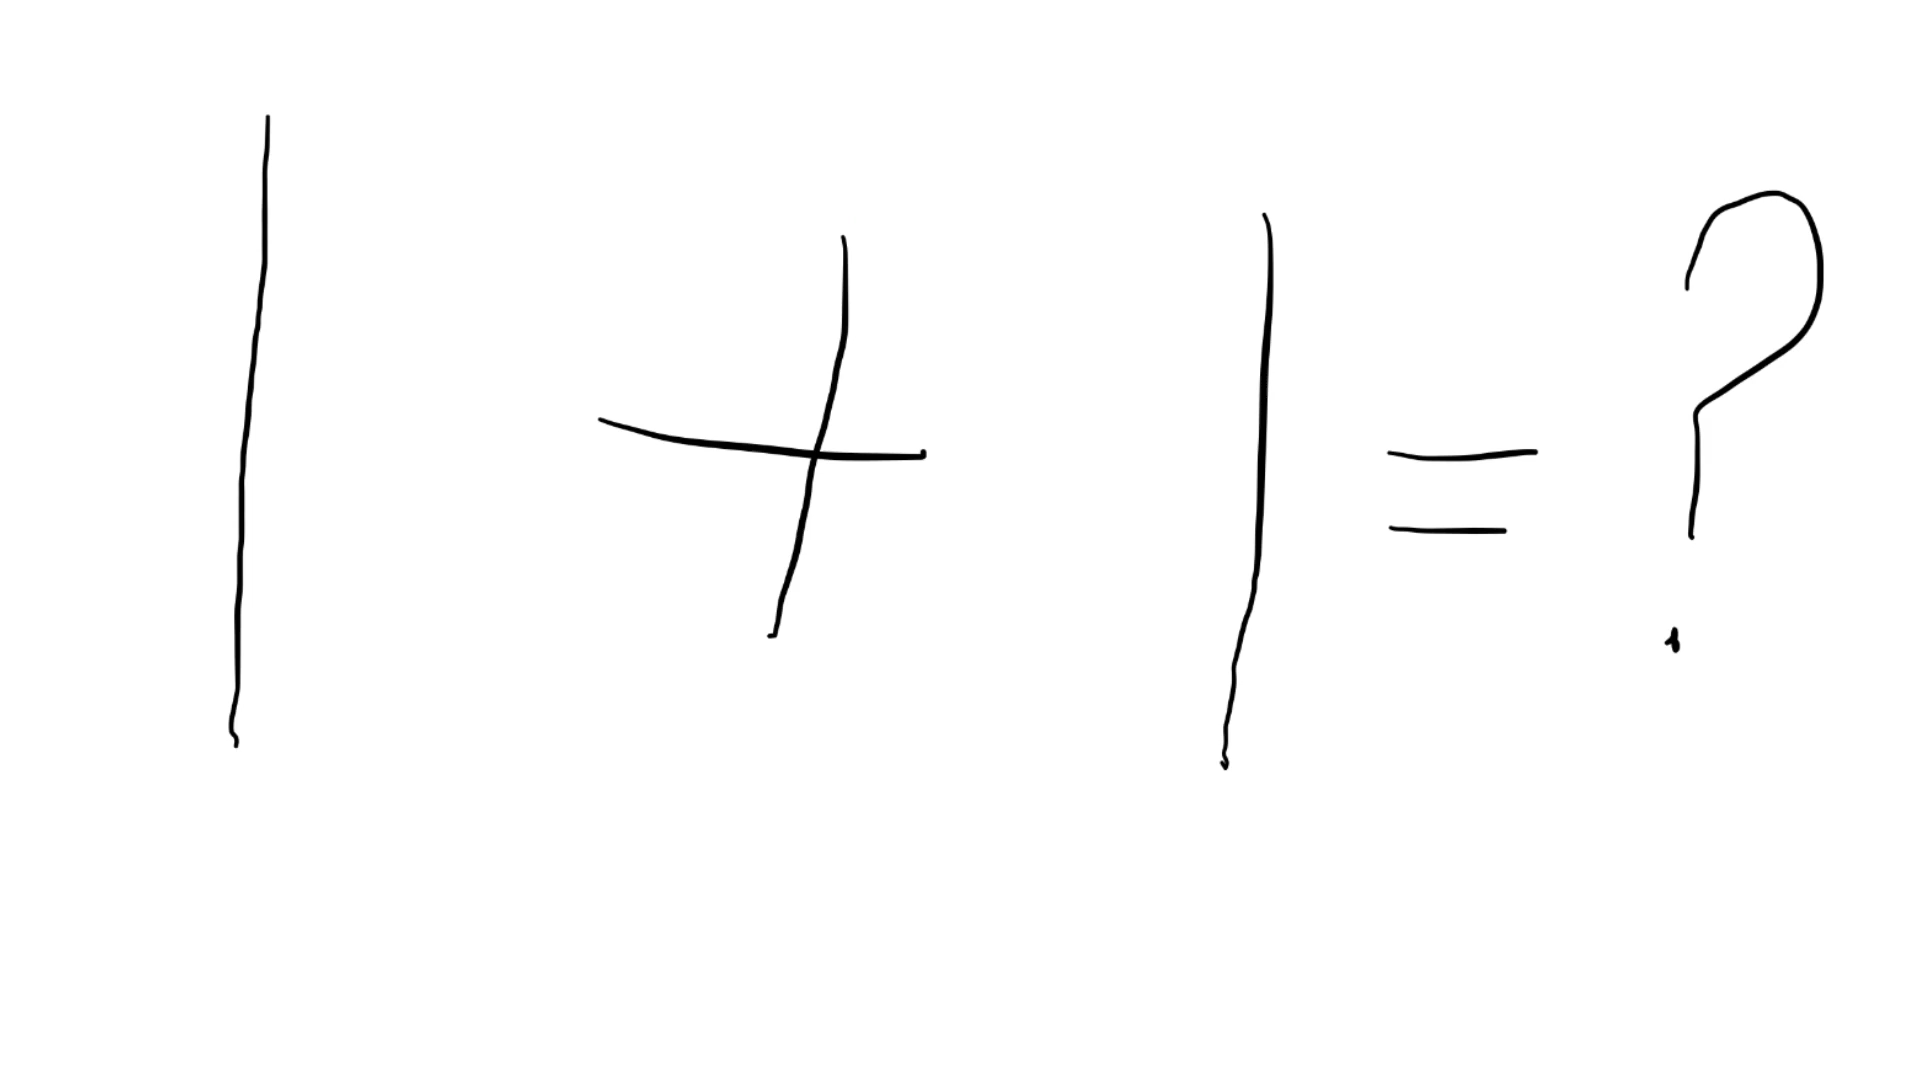 1 + 1 = ?